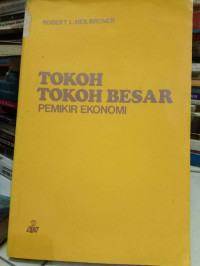 ROBERT L. HEILBRONER
TOKOH
TOKOH BESAR
PEMIKIR EKONOMI